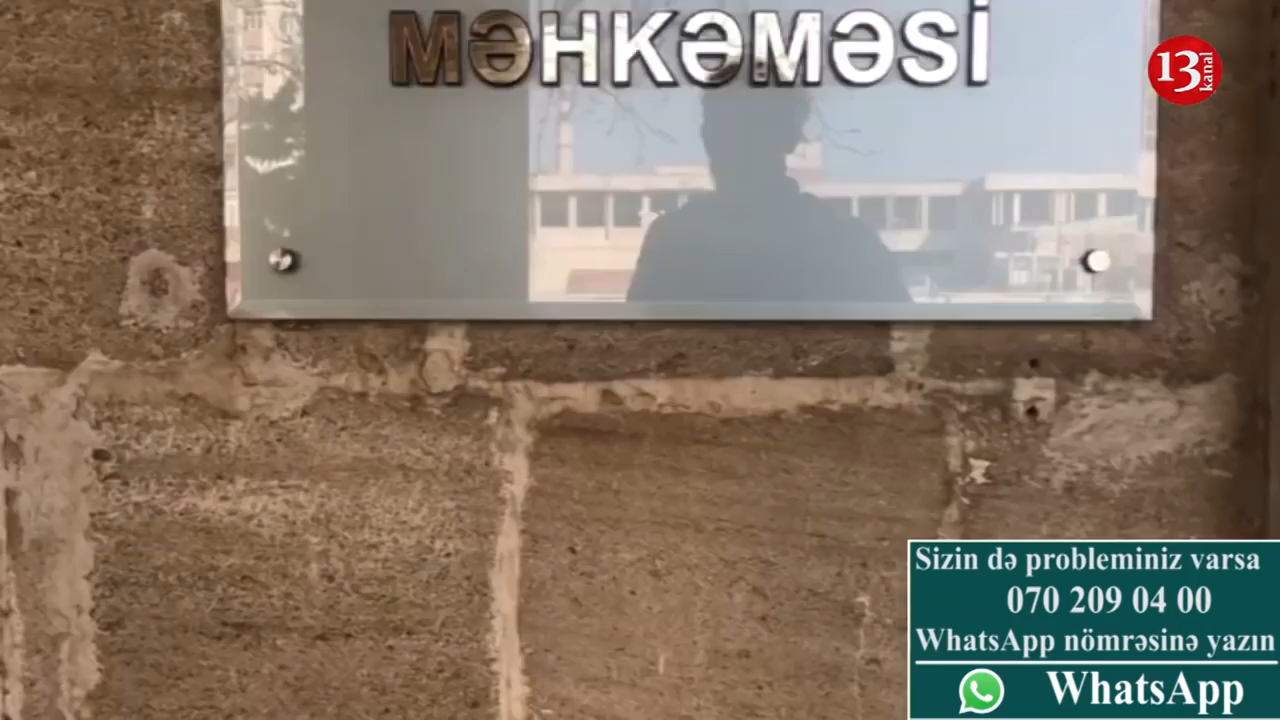 MƏHKƏMƏSİ
13 kanal
Sizin də probleminiz varsa
070 209 04 00
WhatsApp nömrəsinə yazın
WhatsApp